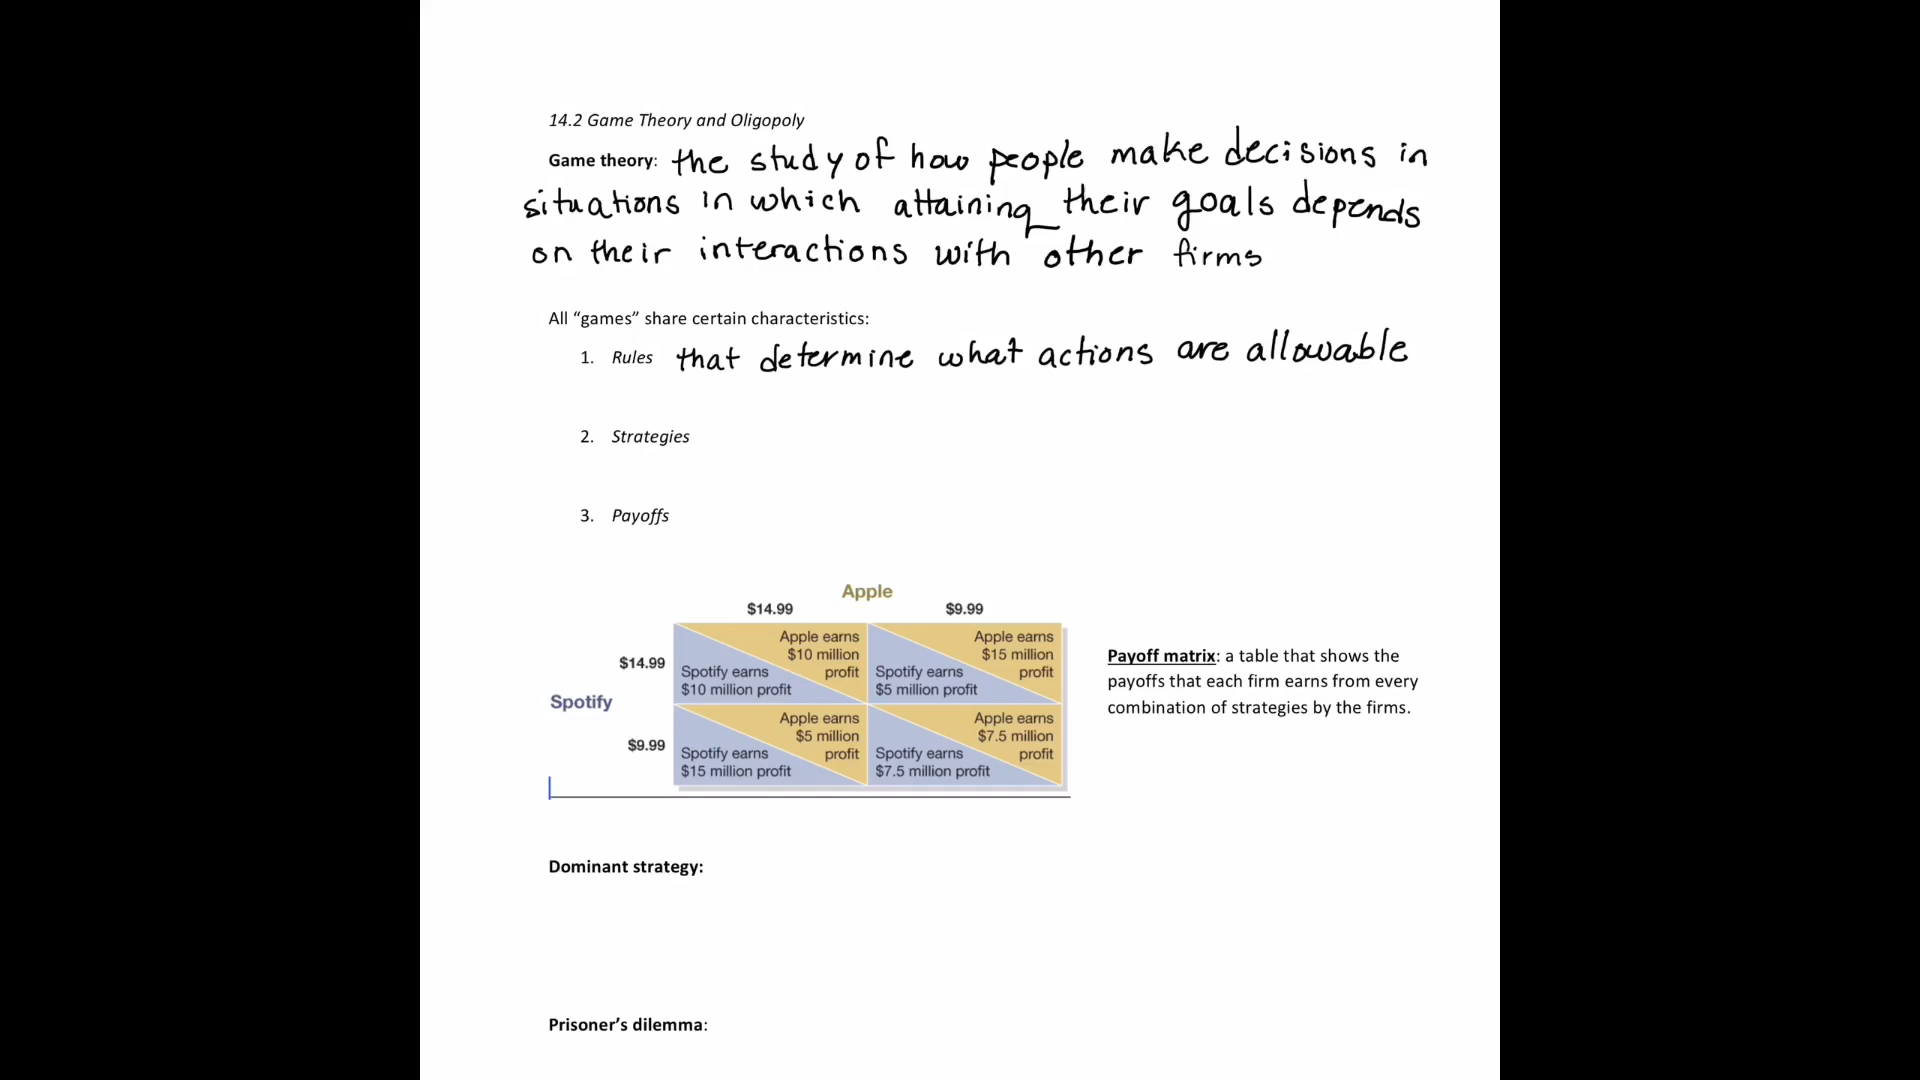 14.2 Game Theory and Oligopoly
Game theory: the study of how people make decisions in
situations in which attaining their goals depends
on their interactions with other firms
All “games” share certain characteristics:
1. Rules that determine what actions are allowable
2. Strategies
3. Payoffs
Apple
$14.99 $9.99
Spotify
$14.99
Apple earns
$10 million
profit
Spotify earns
$10 million profit
Apple earns
$15 million
profit
Spotify earns
$5 million profit
$9.99
Apple earns
$5 million
profit
Spotify earns
$15 million profit
Apple earns
$7.5 million
profit
Spotify earns
$7.5 million profit
Payoff matrix: a table that shows the
payoffs that each firm earns from every
combination of strategies by the firms.
Dominant strategy:
Prisoner’s dilemma: